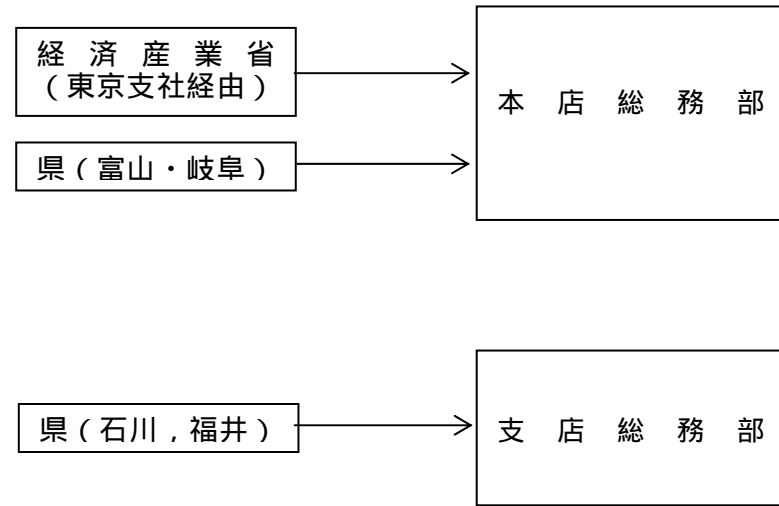 経済産業省
（東京支社経由）
本店総務部
県（富山・岐阜）
県（石川，福井）
支店総務部